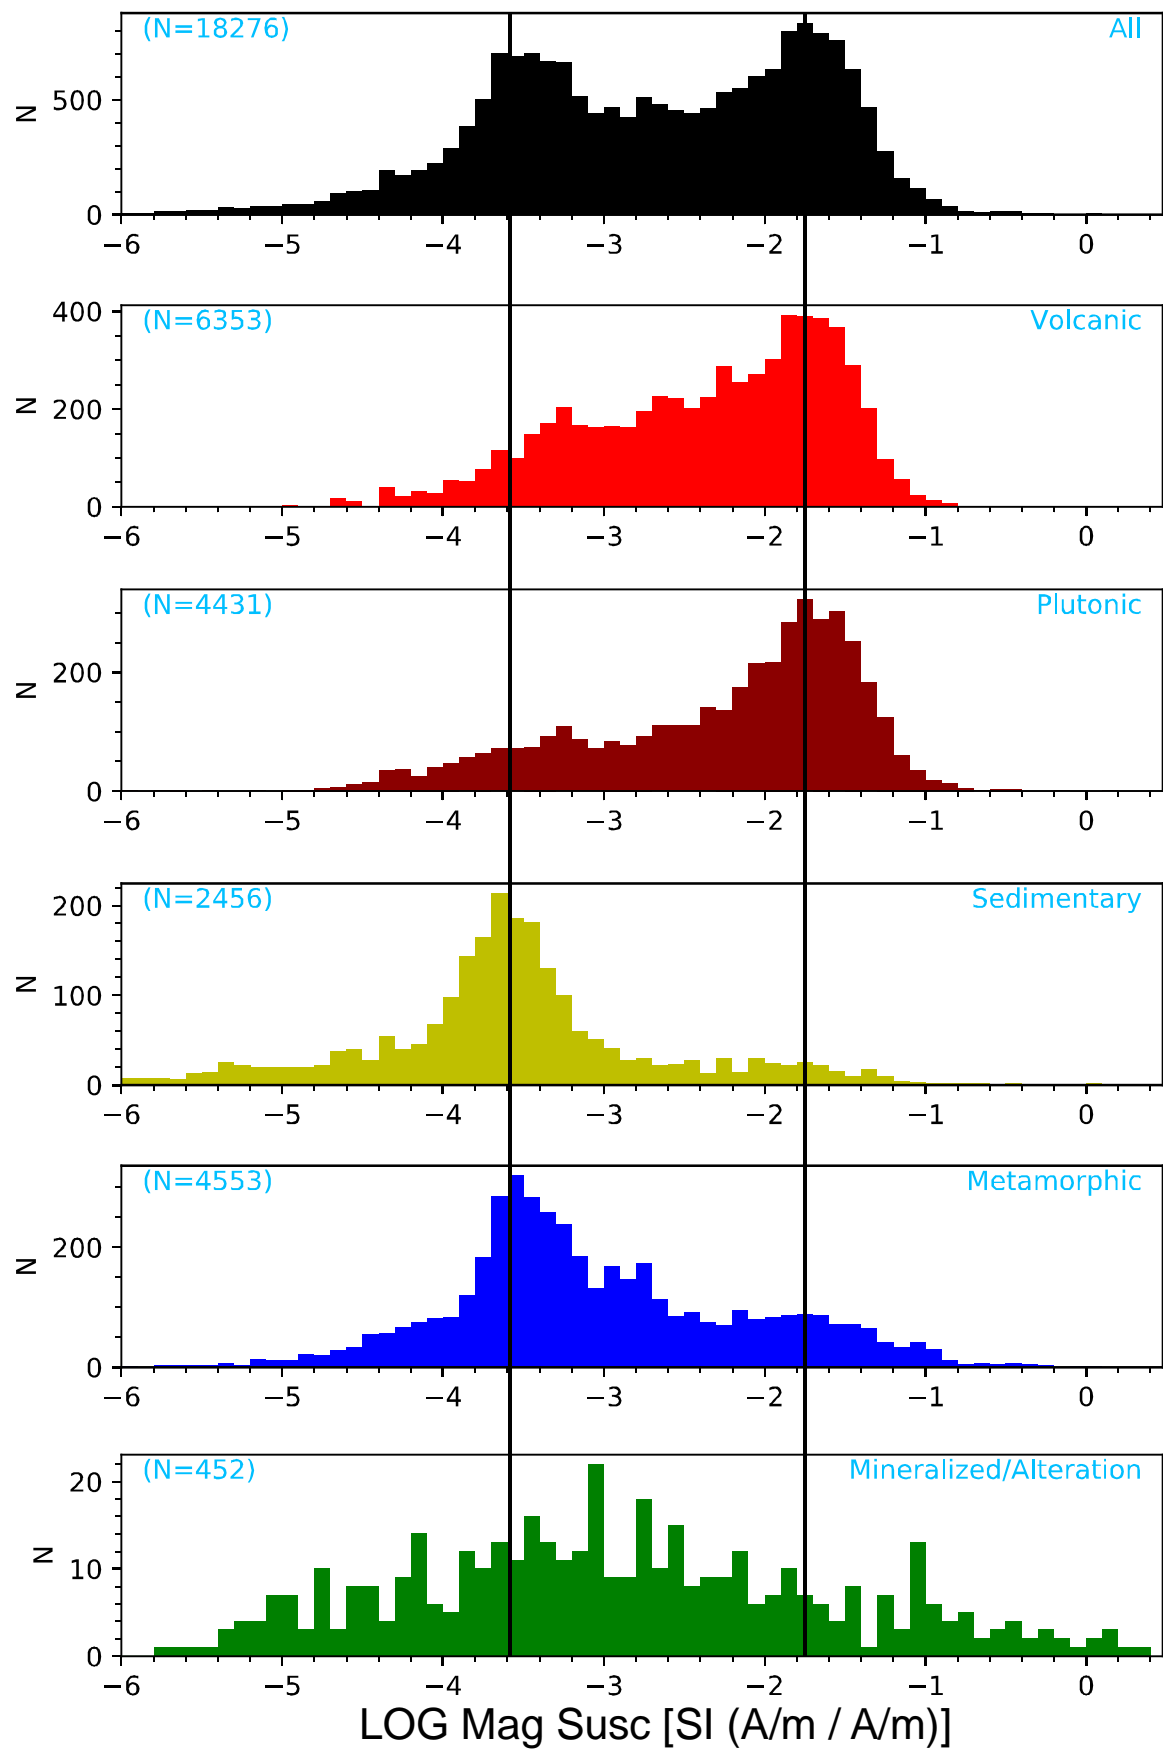 (N=18276) All
N
500
0
−6 −5 −4 −3 −2 −1 0
(N=6353) Volcanic
N
400
200
0
−6 −5 −4 −3 −2 −1 0
(N=4431) Plutonic
N
200
0
−6 −5 −4 −3 −2 −1 0
(N=2456) Sedimentary
N
200
100
0
−6 −5 −4 −3 −2 −1 0
(N=4553) Metamorphic
N
200
0
−6 −5 −4 −3 −2 −1 0
(N=452) Mineralized/Alteration
N
20
10
0
−6 −5 −4 −3 −2 −1 0
LOG Mag Susc [SI (A/m / A/m)]